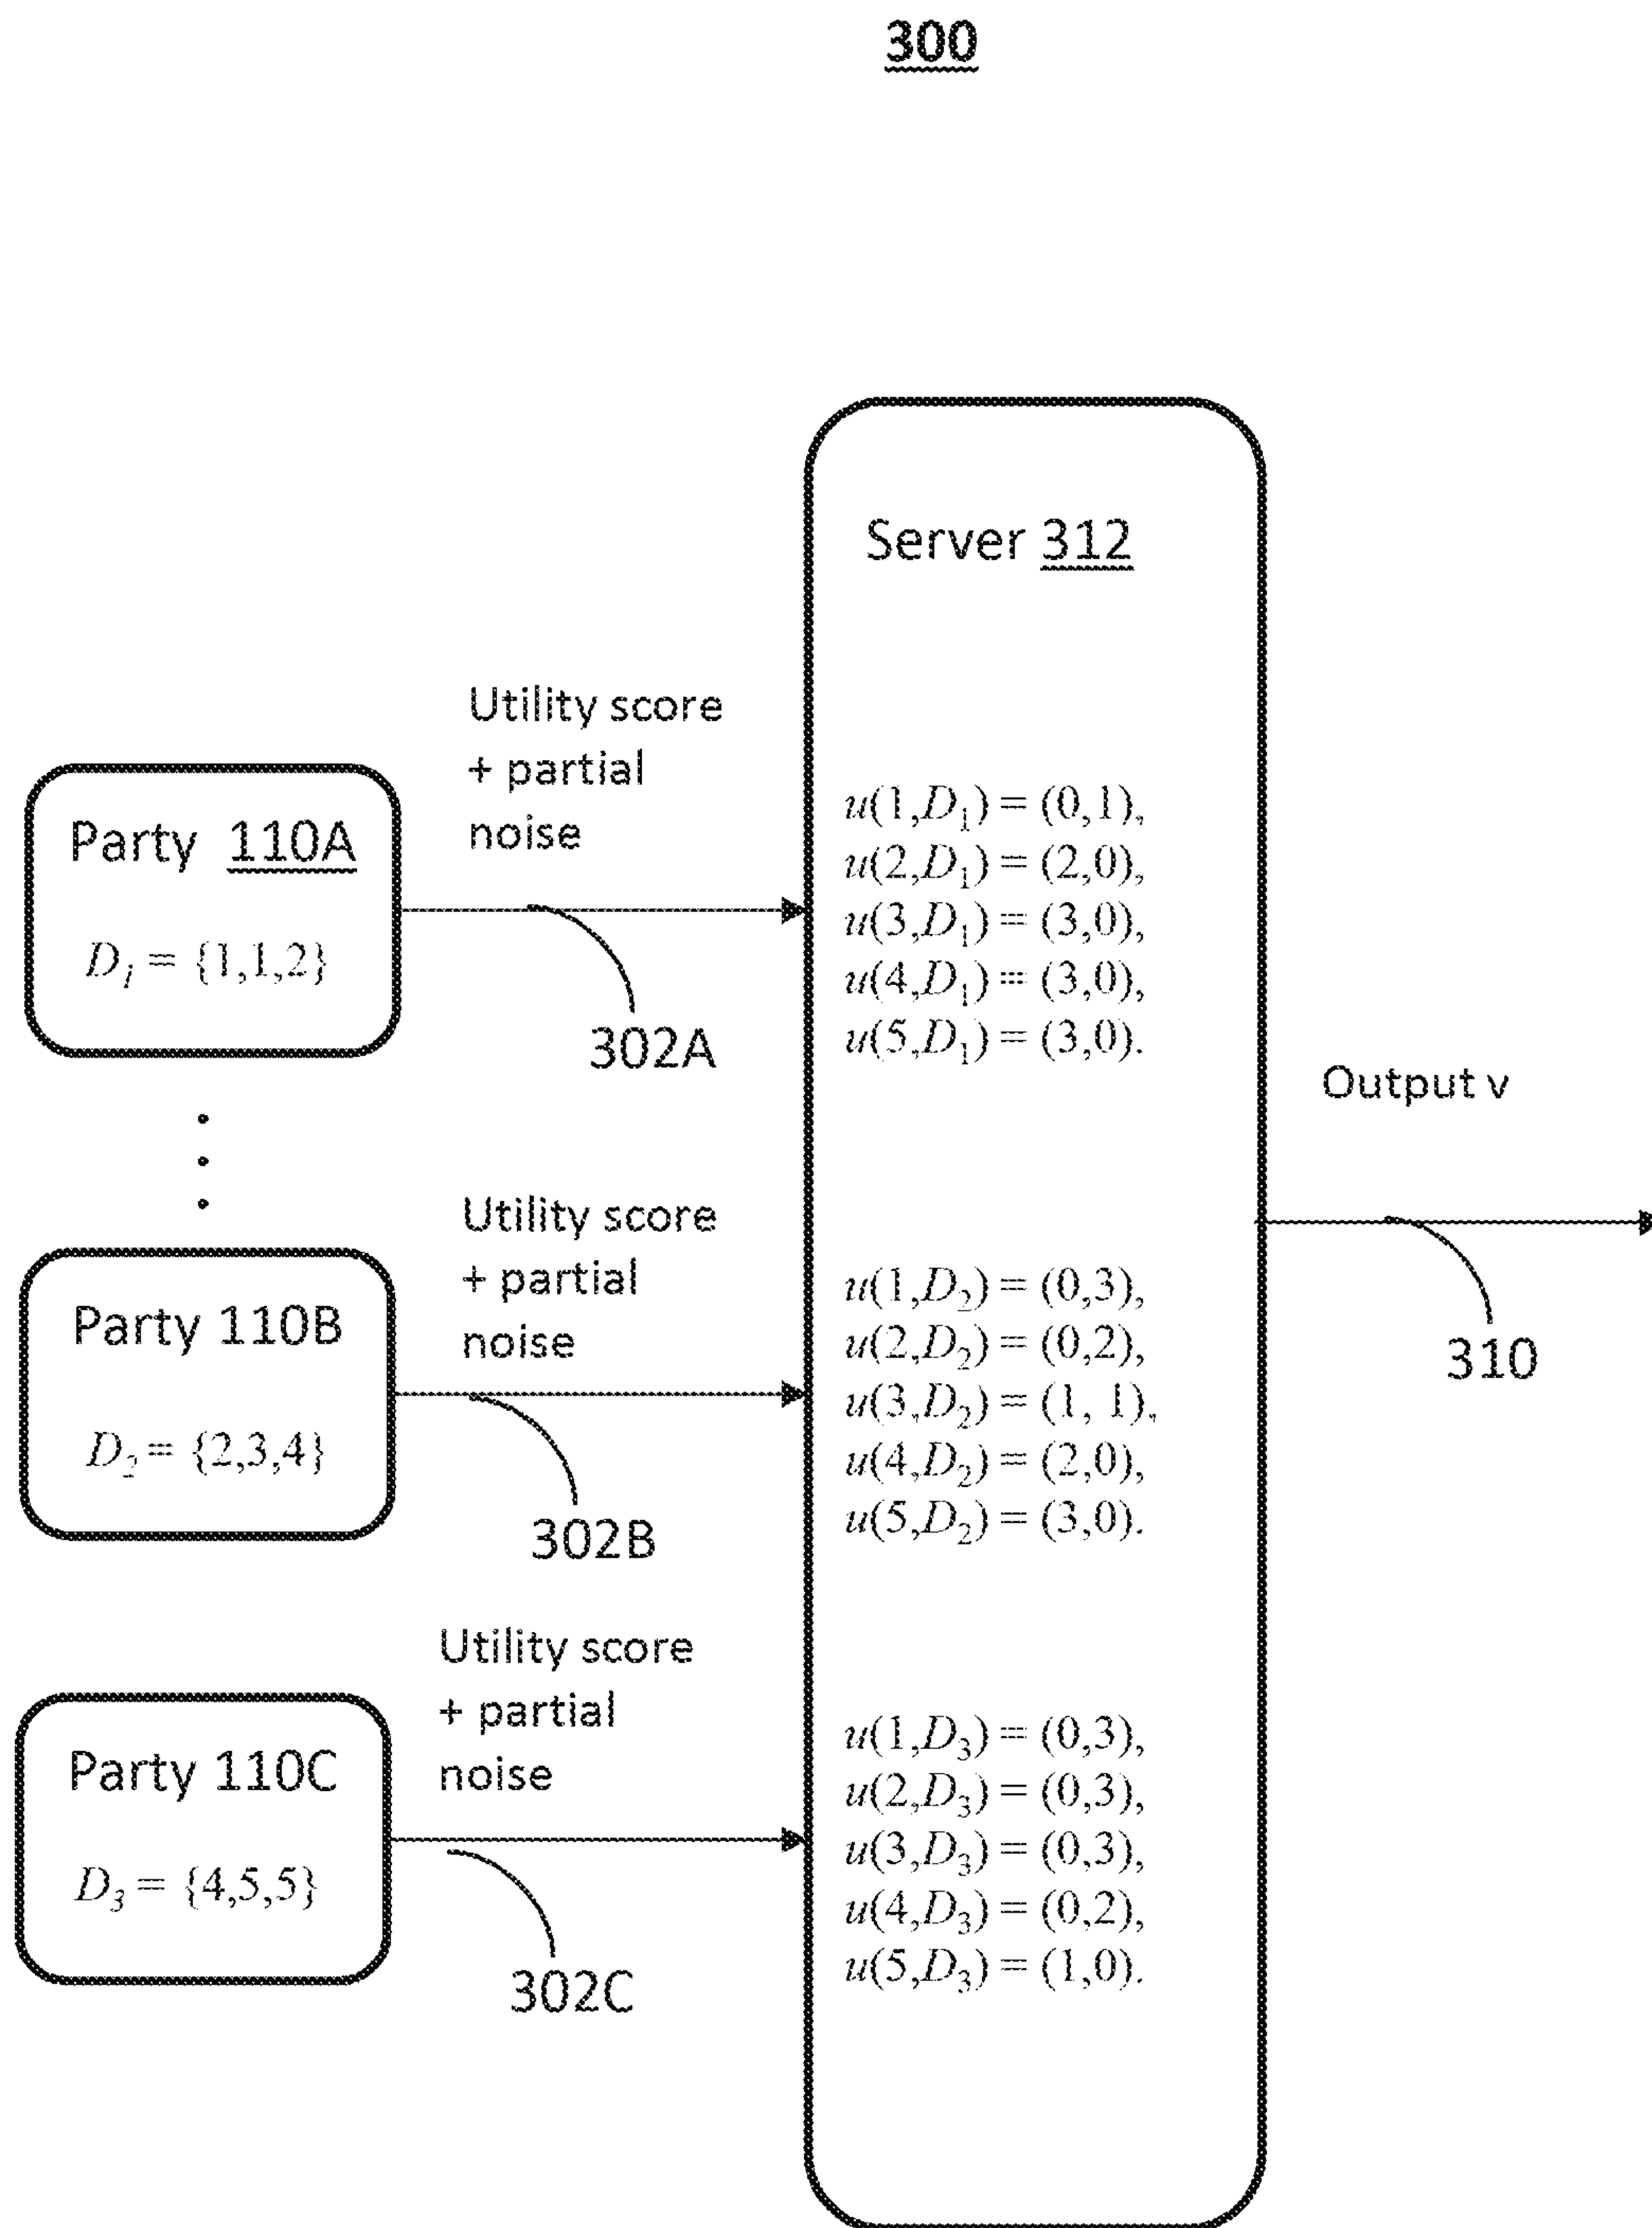 300
Server 312
Utility score
+ partial
noise
Party 110A
D1 = {1,1,2}
302A
u(1,D1) = (0,1),
u(2,D1) = (2,0),
u(3,D1) = (3,0),
u(4,D1) = (3,0),
u(5,D1) = (3,0).
Output v
310
Utility score
+ partial
noise
Party 110B
D2 = {2,3,4}
302B
u(1,D2) = (0,3),
u(2,D2) = (0,2),
u(3,D2) = (1, 1),
u(4,D2) = (2,0),
u(5,D2) = (3,0).
Utility score
+ partial
noise
Party 110C
D3 = {4,5,5}
302C
u(1,D3) = (0,3),
u(2,D3) = (0,3),
u(3,D3) = (0,3),
u(4,D3) = (0,2),
u(5,D3) = (1,0).